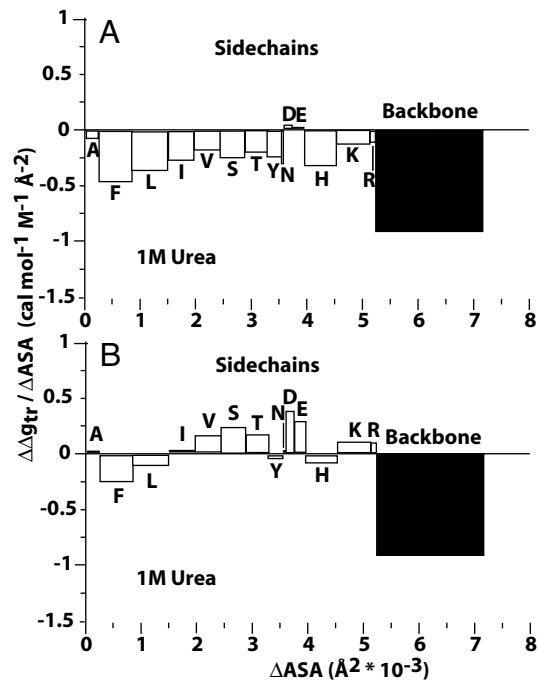 A
Sidechains
1
0.5
0
-0.5
-1
-1.5
A
F
L
I
V
S
T
Y
N
D E
H
K
R
Backbone
1M Urea
0 1 2 3 4 5 6 7 8
ΔΔgtr / ΔASA (cal mol-1 M-1 Å-2)
B
Sidechains
1
0.5
0
-0.5
-1
-1.5
A
F
L
I
V
S
T
Y
N
D
E
H
K R
Backbone
1M Urea
0 1 2 3 4 5 6 7 8
ΔASA (Å2 * 10-3)